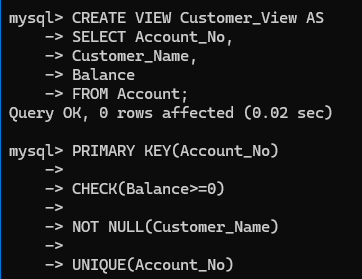 mysql> CREATE VIEW Customer_View AS
    -> SELECT Account_No,
    -> Customer_Name,
    -> Balance
    -> FROM Account;
Query OK, 0 rows affected (0.02 sec)

mysql> PRIMARY KEY(Account_No)
    ->
    -> CHECK(Balance>=0)
    ->
    -> NOT NULL(Customer_Name)
    ->
    -> UNIQUE(Account_No)